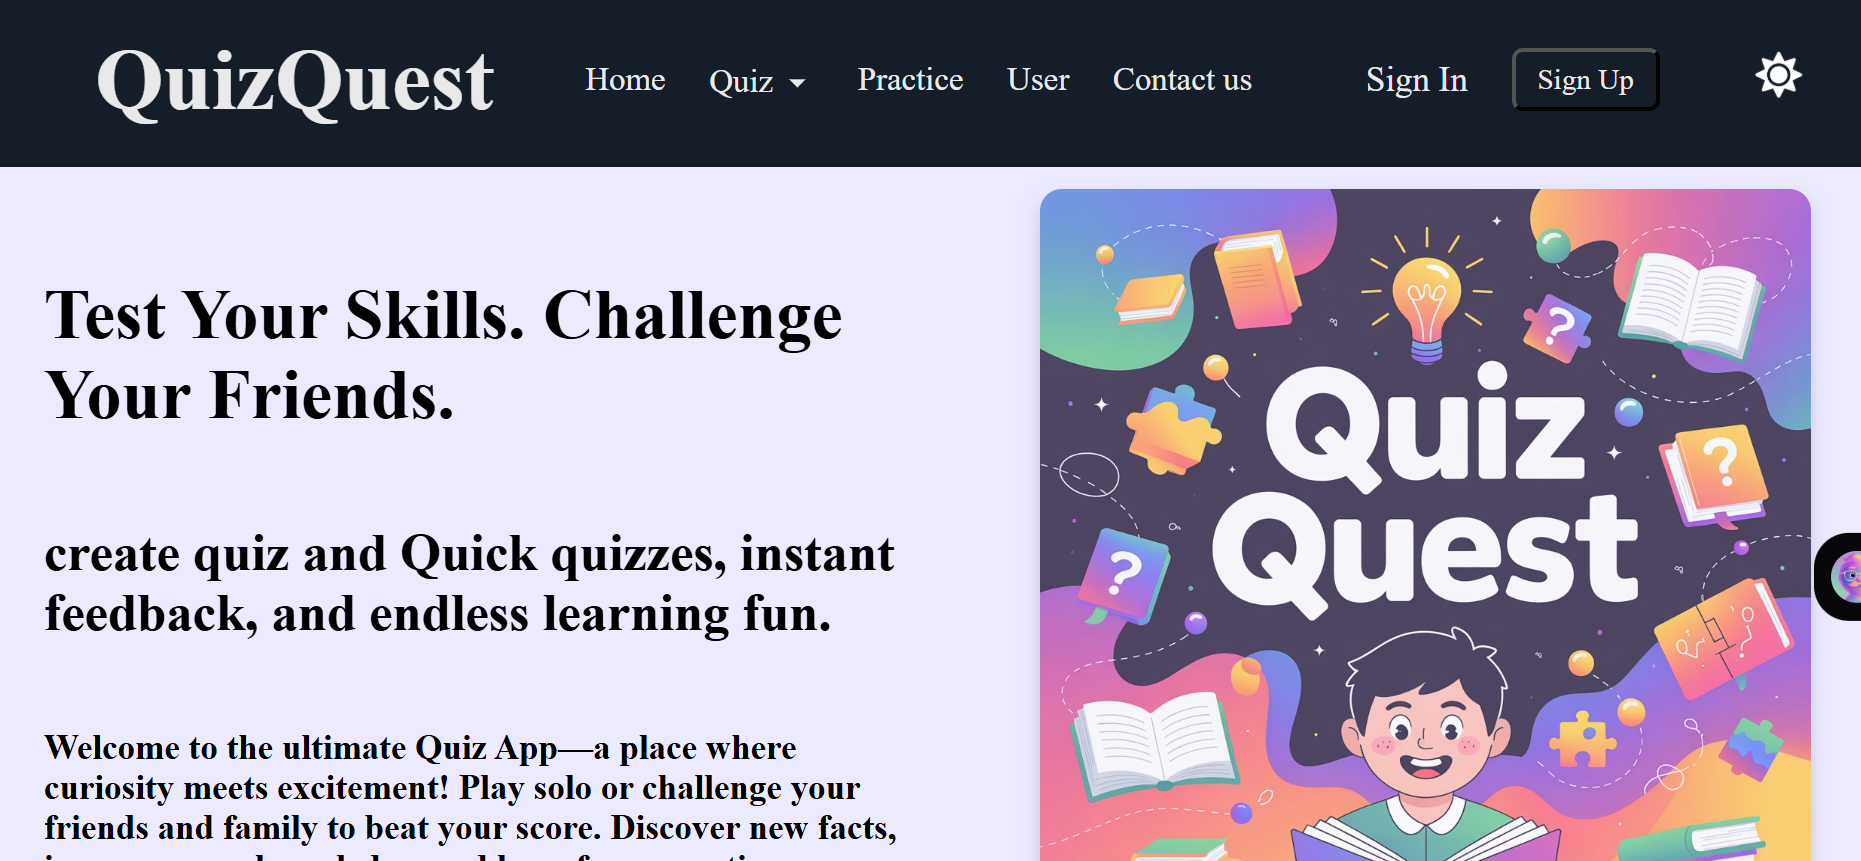 QuizQuest
Home
Quiz
Practice
User
Contact us
Sign In
Sign Up
Test Your Skills. Challenge
Your Friends.
create quiz and Quick quizzes, instant
feedback, and endless learning fun.
Welcome to the ultimate Quiz App—a place where
curiosity meets excitement! Play solo or challenge your
friends and family to beat your score. Discover new facts,
Quiz
Quest
?
?
?